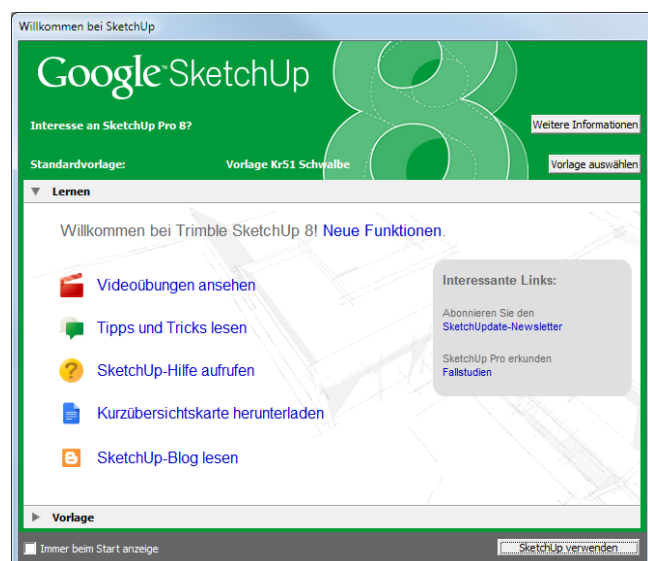 Willkommen bei SketchUp
Google™ SketchUp
Interesse an SketchUp Pro 8?
Weitere Informationen
Standardvorlage: Vorlage Kr51 Schwalbe
Vorlage auswählen
Lernen
Willkommen bei Trimble SketchUp 8! Neue Funktionen.
Videoübungen ansehen
Tipps und Tricks lesen
SketchUp-Hilfe aufrufen
Kurzübersichtskarte herunterladen
SketchUp-Blog lesen
Interessante Links:
Abonnieren Sie den
SketchUpdate-Newsletter
SketchUp Pro erkunden
Fallstudien
Vorlage
Immer beim Start anzeige
SketchUp verwenden